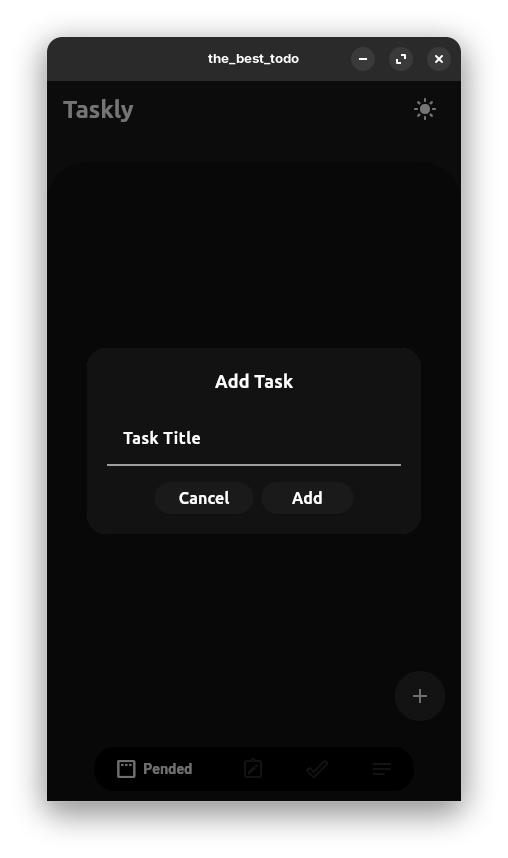 the_best_todo
Taskly
Add Task
Task Title
Cancel Add
Pended